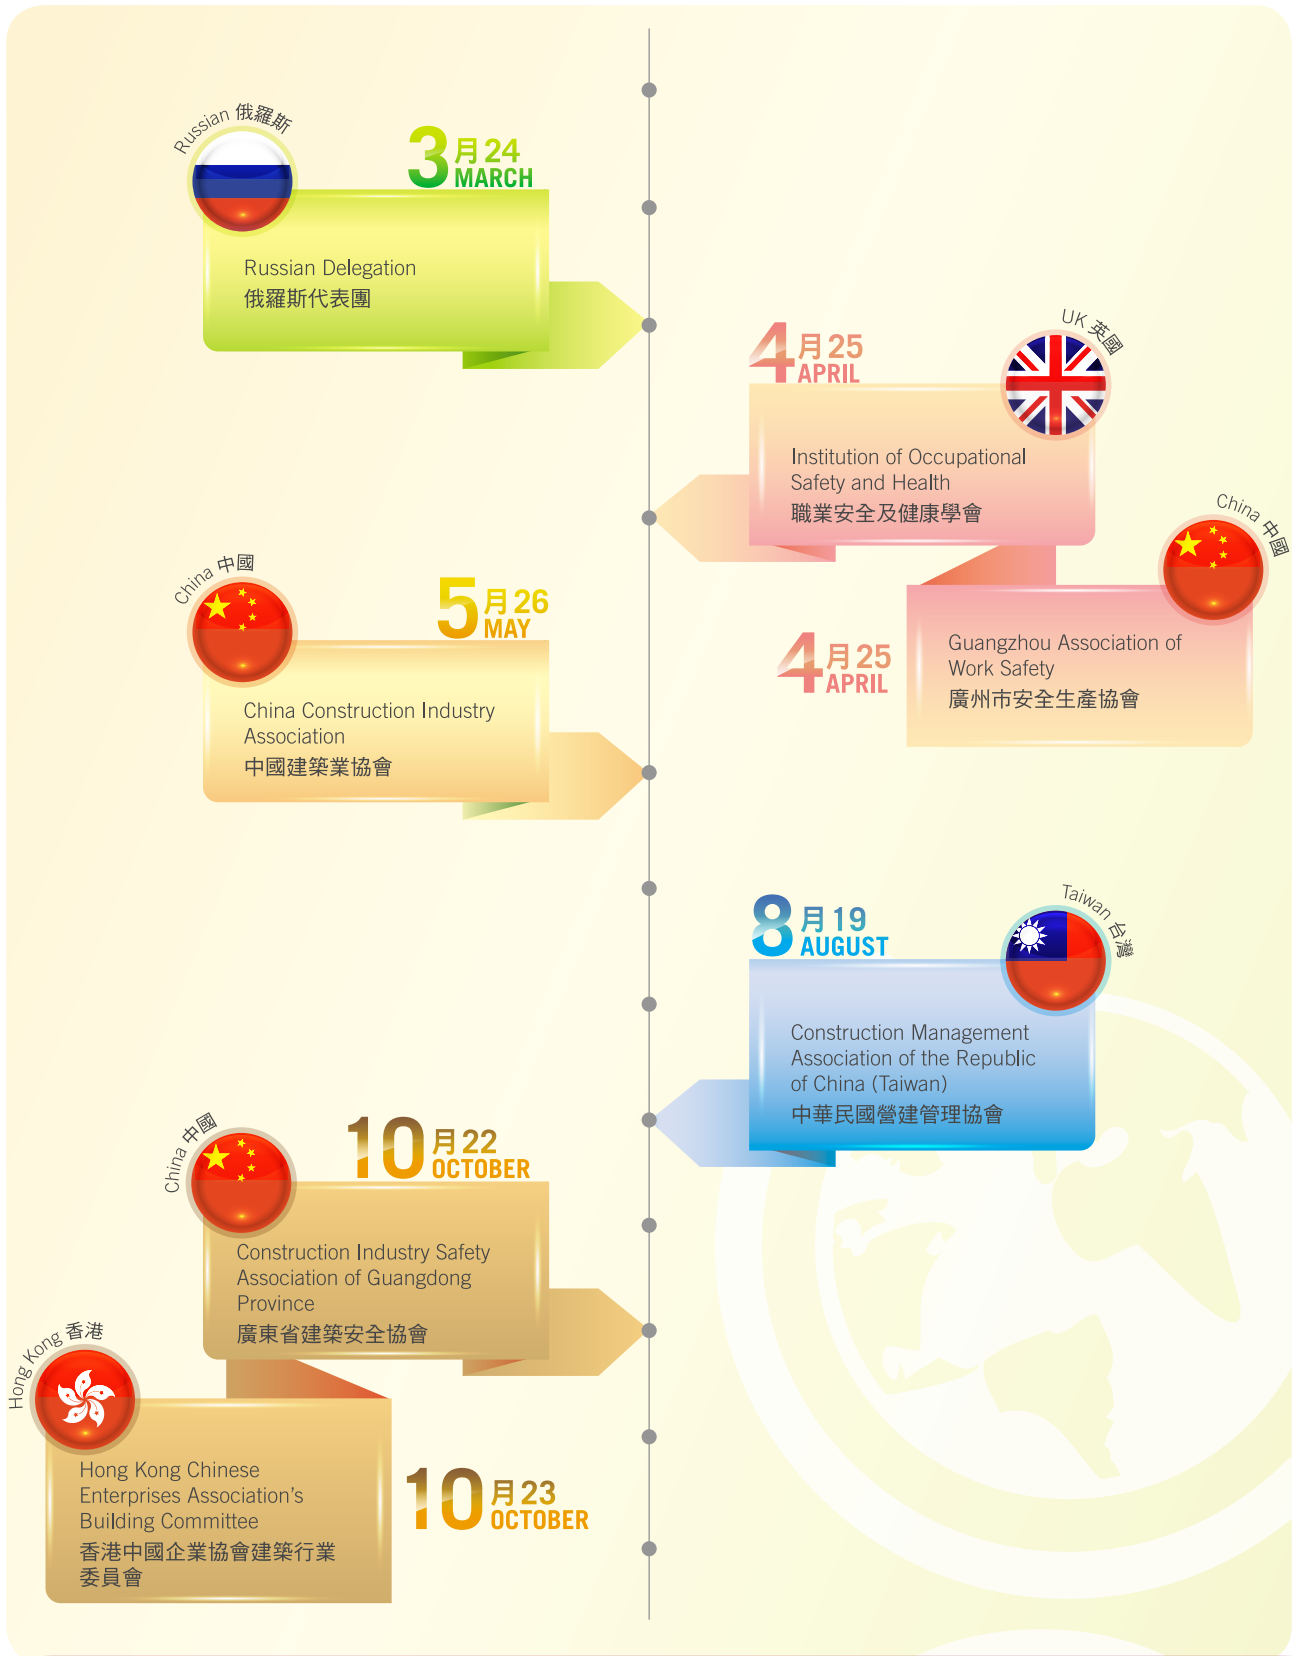 Russian 俄羅斯
3月24
MARCH
Russian Delegation
俄羅斯代表團
UK 英國
4月25
APRIL
Institution of Occupational
Safety and Health
職業安全及健康學會
China 中國
4月25
APRIL
Guangzhou Association of
Work Safety
廣州市安全生產協會
China 中國
5月26
MAY
China Construction Industry
Association
中國建築業協會
Taiwan 台灣
8月19
AUGUST
Construction Management
Association of the Republic
of China (Taiwan)
中華民國營建管理協會
China 中國
10月22
OCTOBER
Construction Industry Safety
Association of Guangdong
Province
廣東省建築安全協會
Hong Kong 香港
10月23
OCTOBER
Hong Kong Chinese
Enterprises Association’s
Building Committee
香港中國企業協會建築行業
委員會